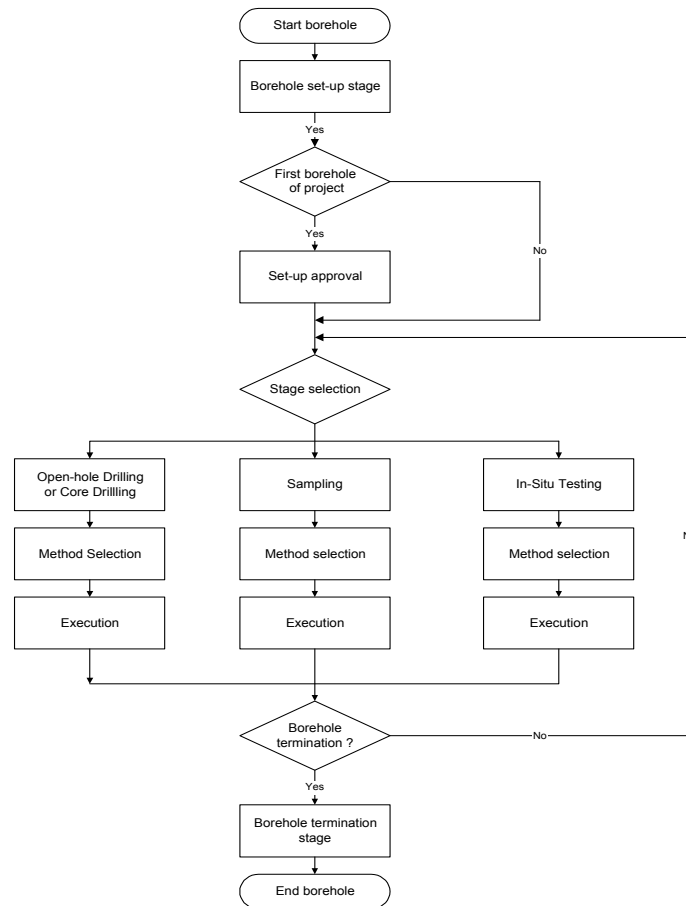 Start borehole
Borehole set-up stage
Yes
First borehole
of project
Yes
No
Set-up approval
Stage selection
Open-hole Drilling
or Core Drillling
Sampling
In-Situ Testing
Method Selection
Method selection
Method selection
Execution
Execution
Execution
Borehole
termination ?
No
Yes
Borehole termination
stage
End borehole